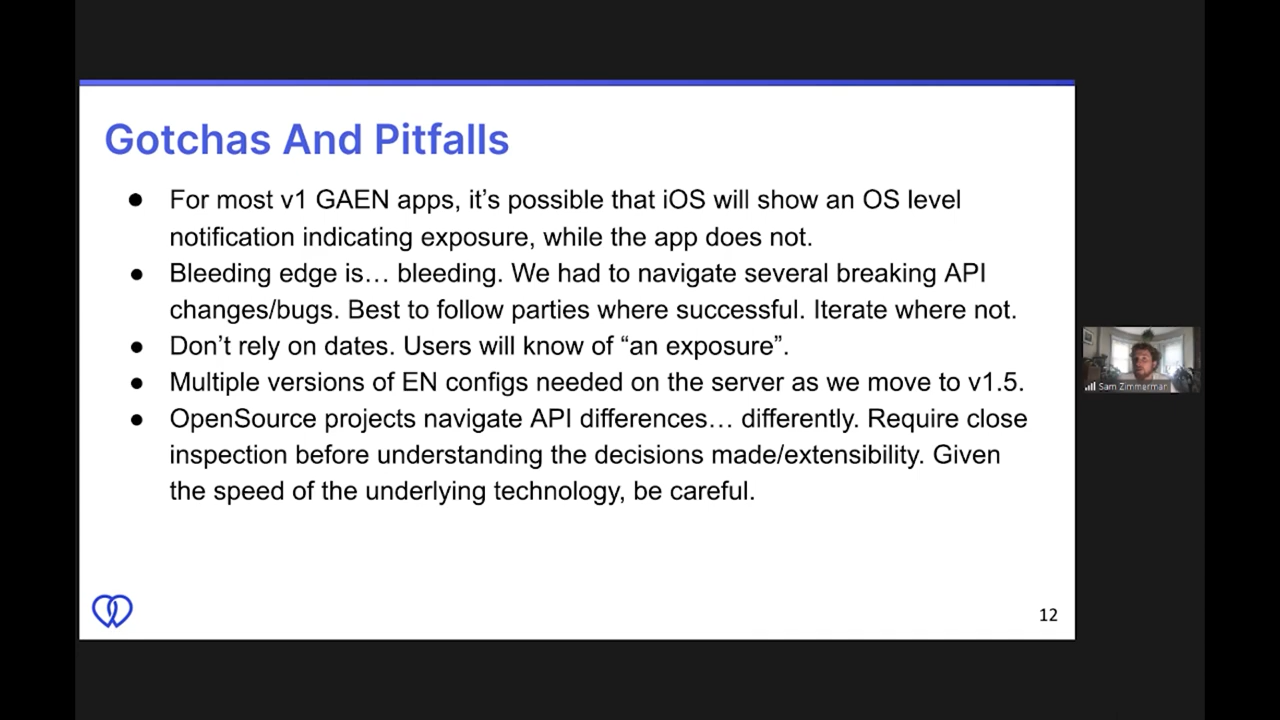 Gotchas And Pitfalls
● For most v1 GAEN apps, it’s possible that iOS will show an OS level
notification indicating exposure, while the app does not.
● Bleeding edge is… bleeding. We had to navigate several breaking API
changes/bugs. Best to follow parties where successful. Iterate where not.
● Don’t rely on dates. Users will know of “an exposure”.
● Multiple versions of EN configs needed on the server as we move to v1.5.
● OpenSource projects navigate API differences… differently. Require close
inspection before understanding the decisions made/extensibility. Given
the speed of the underlying technology, be careful.
Sam Zimmerman
12